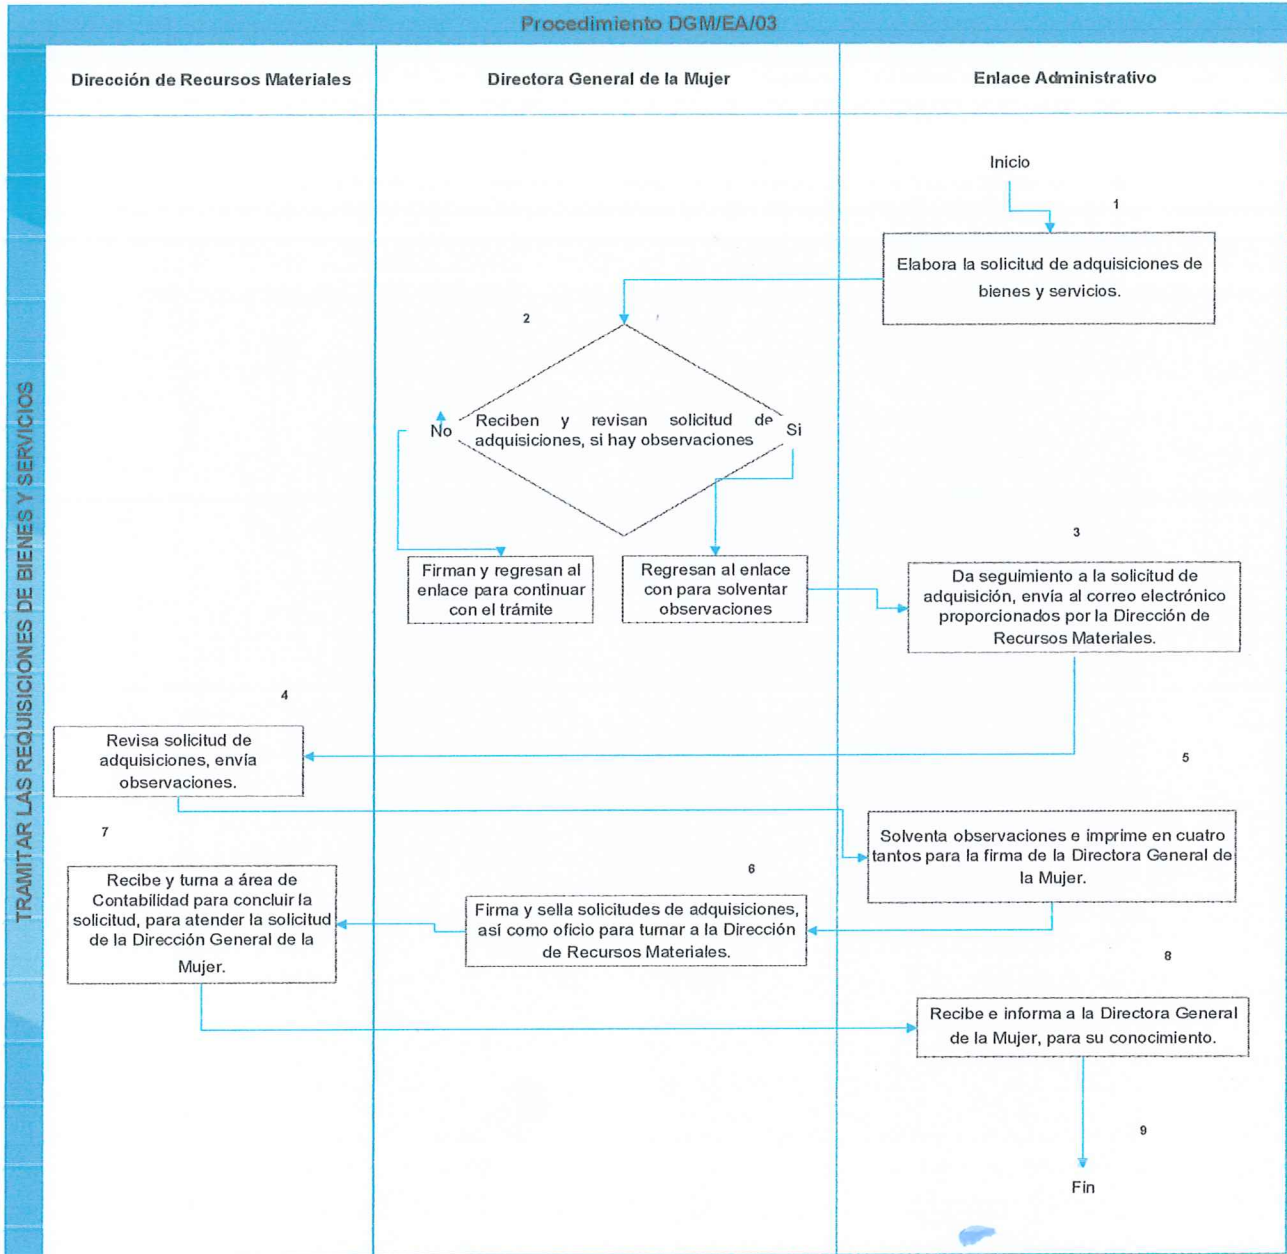 Procedimiento DGM/EA/03
TRAMITAR LAS REQUISICIONES DE BIENES Y SERVICIOS
Dirección de Recursos Materiales
Directora General de la Mujer
Enlace Administrativo
Inicio
1
Elabora la solicitud de adquisiciones de
bienes y servicios.
2
Reciben y revisan solicitud de
adquisiciones, si hay observaciones
No
Si
Firman y regresan al
enlace para continuar
con el trámite
Regresan al enlace
con para solventar
observaciones
3
Da seguimiento a la solicitud de
adquisición, envía al correo electrónico
proporcionados por la Dirección de
Recursos Materiales.
4
Revisa solicitud de
adquisiciones, envía
observaciones.
5
Solventa observaciones e imprime en cuatro
tantos para la firma de la Directora General de
la Mujer.
6
Firma y sella solicitudes de adquisiciones,
así como oficio para turnar a la Dirección
de Recursos Materiales.
7
Recibe y turna a área de
Contabilidad para concluir la
solicitud, para atender la solicitud
de la Dirección General de la
Mujer.
8
Recibe e informa a la Directora General
de la Mujer, para su conocimiento.
9
Fin